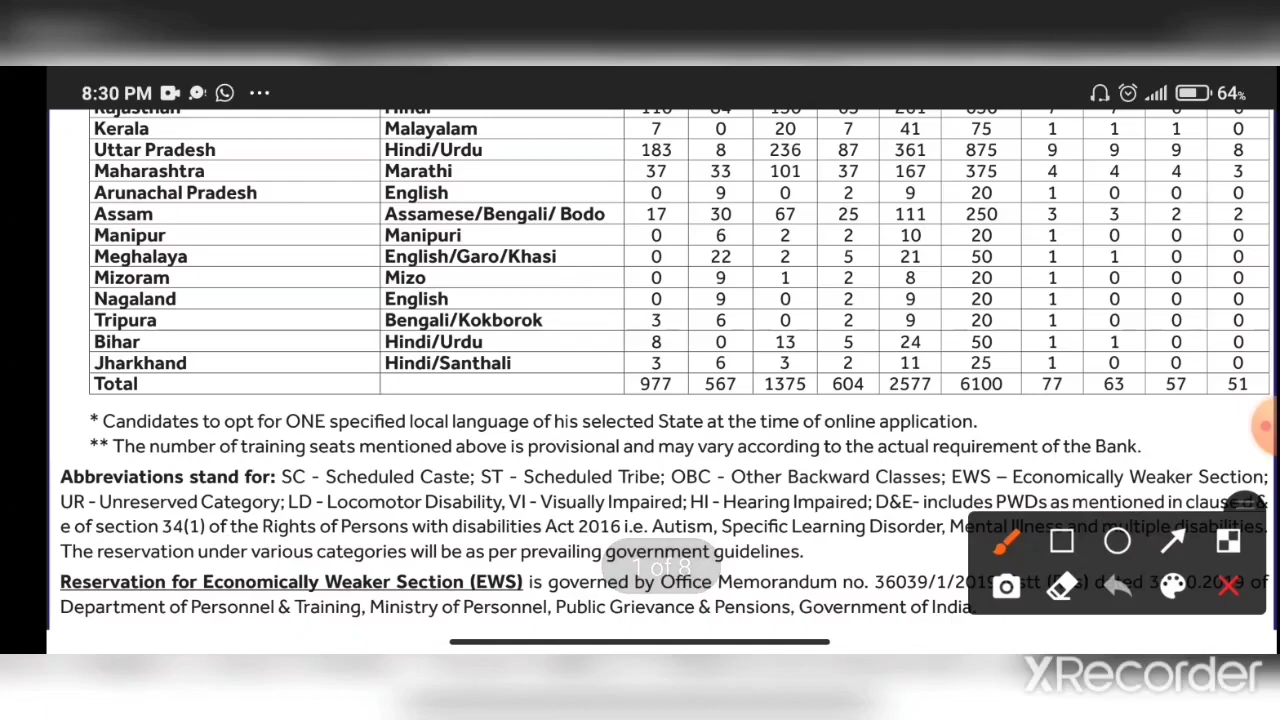 8:30 PM ... 64%
Rajasthan Hindi
Kerala Malayalam 7 0 20 7 41 75 1 1 1 0
Uttar Pradesh Hindi/Urdu 183 8 236 87 361 875 9 9 9 8
Maharashtra Marathi 37 33 101 37 167 375 4 4 4 3
Arunachal Pradesh English 0 9 0 2 9 20 1 0 0 0
Assam Assamese/Bengali/ Bodo 17 30 67 25 111 250 3 3 2 2
Manipur Manipuri 0 6 2 2 10 20 1 0 0 0
Meghalaya English/Garo/Khasi 0 22 2 5 21 50 1 1 0 0
Mizoram Mizo 0 9 1 2 8 20 1 0 0 0
Nagaland English 0 9 0 2 9 20 1 0 0 0
Tripura Bengali/Kokborok 3 6 0 2 9 20 1 0 0 0
Bihar Hindi/Urdu 8 0 13 5 24 50 1 1 0 0
Jharkhand Hindi/Santhali 3 6 3 2 11 25 1 0 0 0
Total 977 567 1375 604 2577 6100 77 63 57 51
* Candidates to opt for ONE specified local language of his selected State at the time of online application.
** The number of training seats mentioned above is provisional and may vary according to the actual requirement of the Bank.
Abbreviations stand for: SC - Scheduled Caste; ST - Scheduled Tribe; OBC - Other Backward Classes; EWS – Economically Weaker Section;
UR - Unreserved Category; LD - Locomotor Disability, VI - Visually Impaired; HI - Hearing Impaired; D&E- includes PWDs as mentioned in clause d &
e of section 34(1) of the Rights of Persons with disabilities Act 2016 i.e. Autism, Specific Learning Disorder, Mental Illness and multiple disabilities.
The reservation under various categories will be as per prevailing government guidelines.
1 of 8
Reservation for Economically Weaker Section (EWS) is governed by Office Memorandum no. 36039/1/2019 of
Department of Personnel & Training, Ministry of Personnel, Public Grievance & Pensions, Government of India.
XRecorder